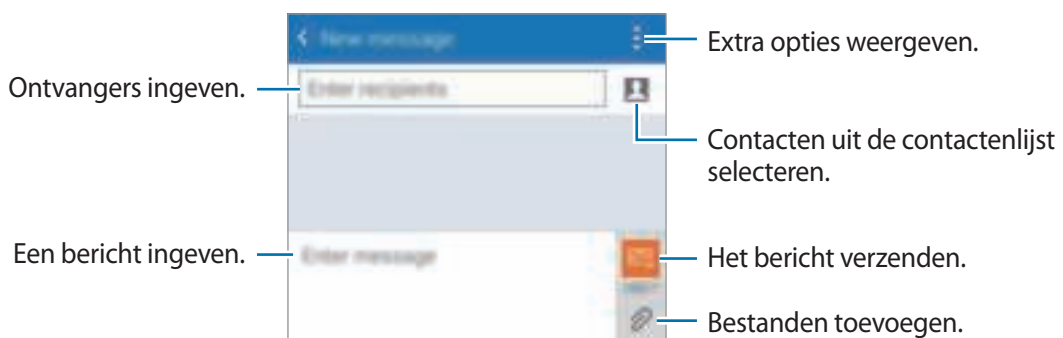 New message
Extra opties weergeven.
Ontvangers ingeven.
Enter recipients
Contacten uit de contactenlijst
selecteren.
Een bericht ingeven.
Enter message
Het bericht verzenden.
Bestanden toevoegen.